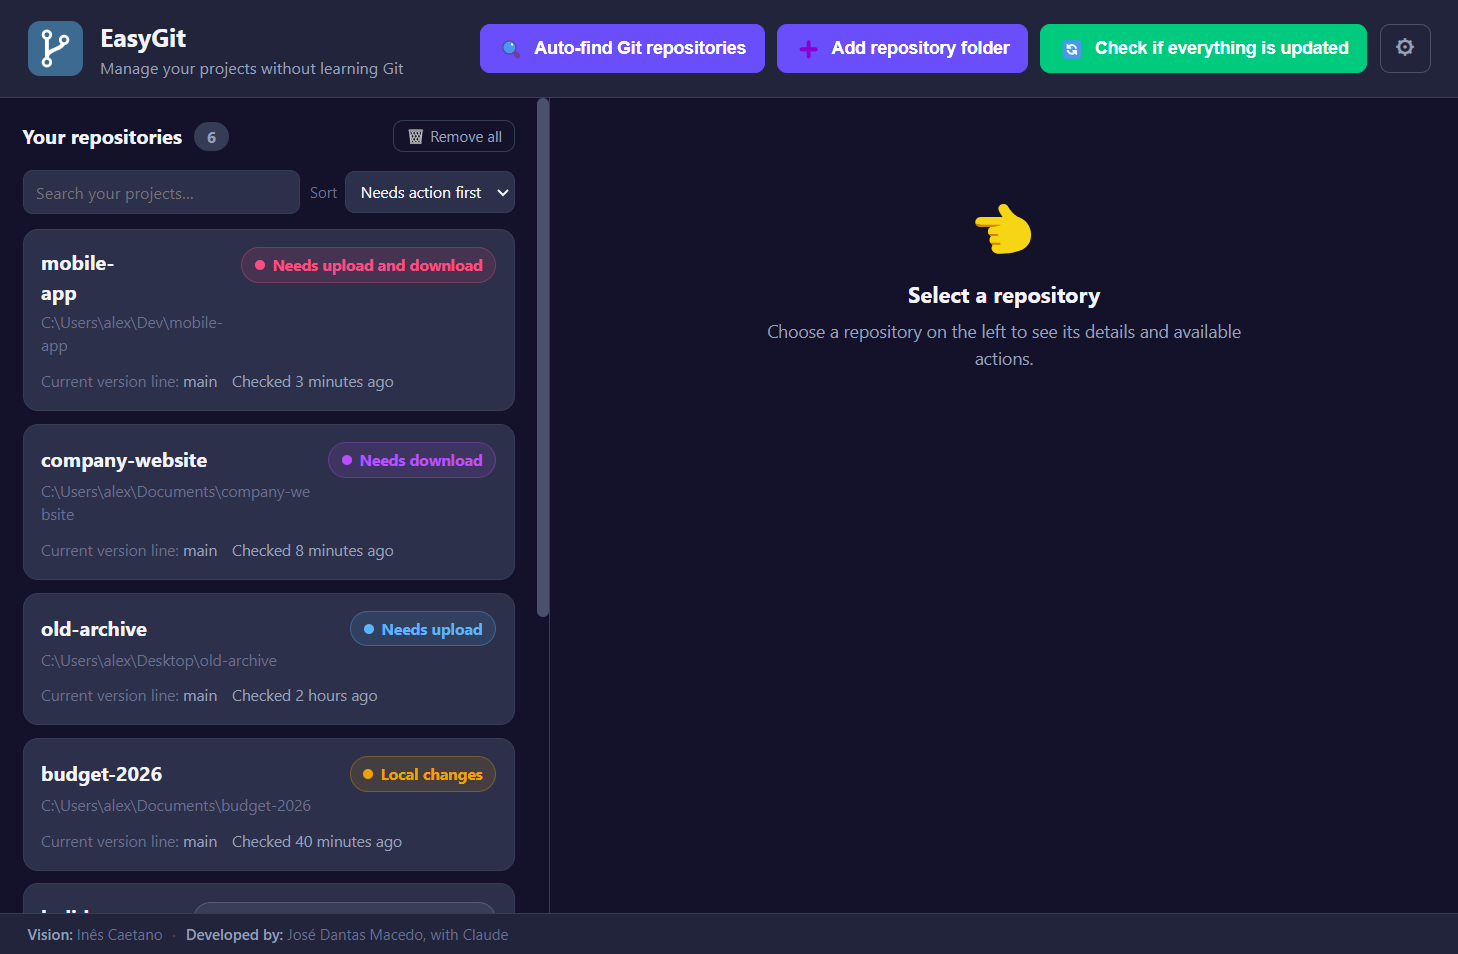 EasyGit
Manage your projects without learning Git
Auto-find Git repositories
Add repository folder
Check if everything is updated
Your repositories 6
Remove all
Search your projects...
Sort
Needs action first
mobile-
app
Needs upload and download
C:\Users\alex\Dev\mobile-
app
Current version line: main Checked 3 minutes ago
company-website
Needs download
C:\Users\alex\Documents\company-we
bsite
Current version line: main Checked 8 minutes ago
old-archive
Needs upload
C:\Users\alex\Desktop\old-archive
Current version line: main Checked 2 hours ago
budget-2026
Local changes
C:\Users\alex\Documents\budget-2026
Current version line: main Checked 40 minutes ago
Select a repository
Choose a repository on the left to see its details and available
actions.
Vision: Inês Caetano · Developed by: José Dantas Macedo, with Claude